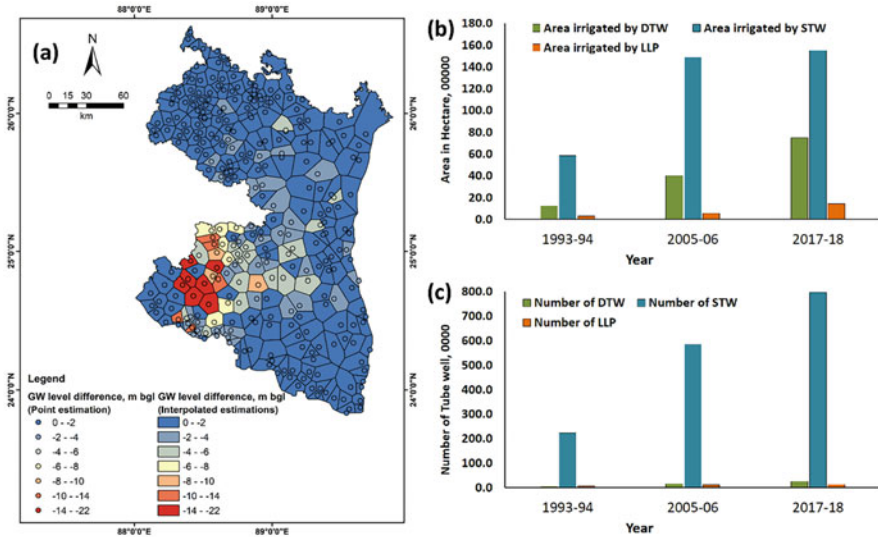 88°0'0"E 89°0'0"E
(a)
N
0 15 30 60
km
26°0'0"N
25°0'0"N
24°0'0"N
26°0'0"N
25°0'0"N
24°0'0"N
Legend
GW level difference, m bgl
(Point estimation)
0 - -2
-2 - -4
-4 - -6
-6 - -8
-8 - -10
-10 - -14
-14 - -22
GW level difference, m bgl
(Interpolated estimations)
0 - -2
-2 - -4
-4 - -6
-6 - -8
-8 - -10
-10 - -14
-14 - -22
88°0'0"E 89°0'0"E
(b)
Area irrigated by DTW Area irrigated by STW
Area irrigated by LLP
Area in Hectare, 00000
180.0
160.0
140.0
120.0
100.0
80.0
60.0
40.0
20.0
0.0
1993-94 2005-06 2017-18
Year
(c)
Number of DTW Number of STW
Number of LLP
Number of Tube well, 0000
800.0
700.0
600.0
500.0
400.0
300.0
200.0
100.0
0.0
1993-94 2005-06 2017-18
Year